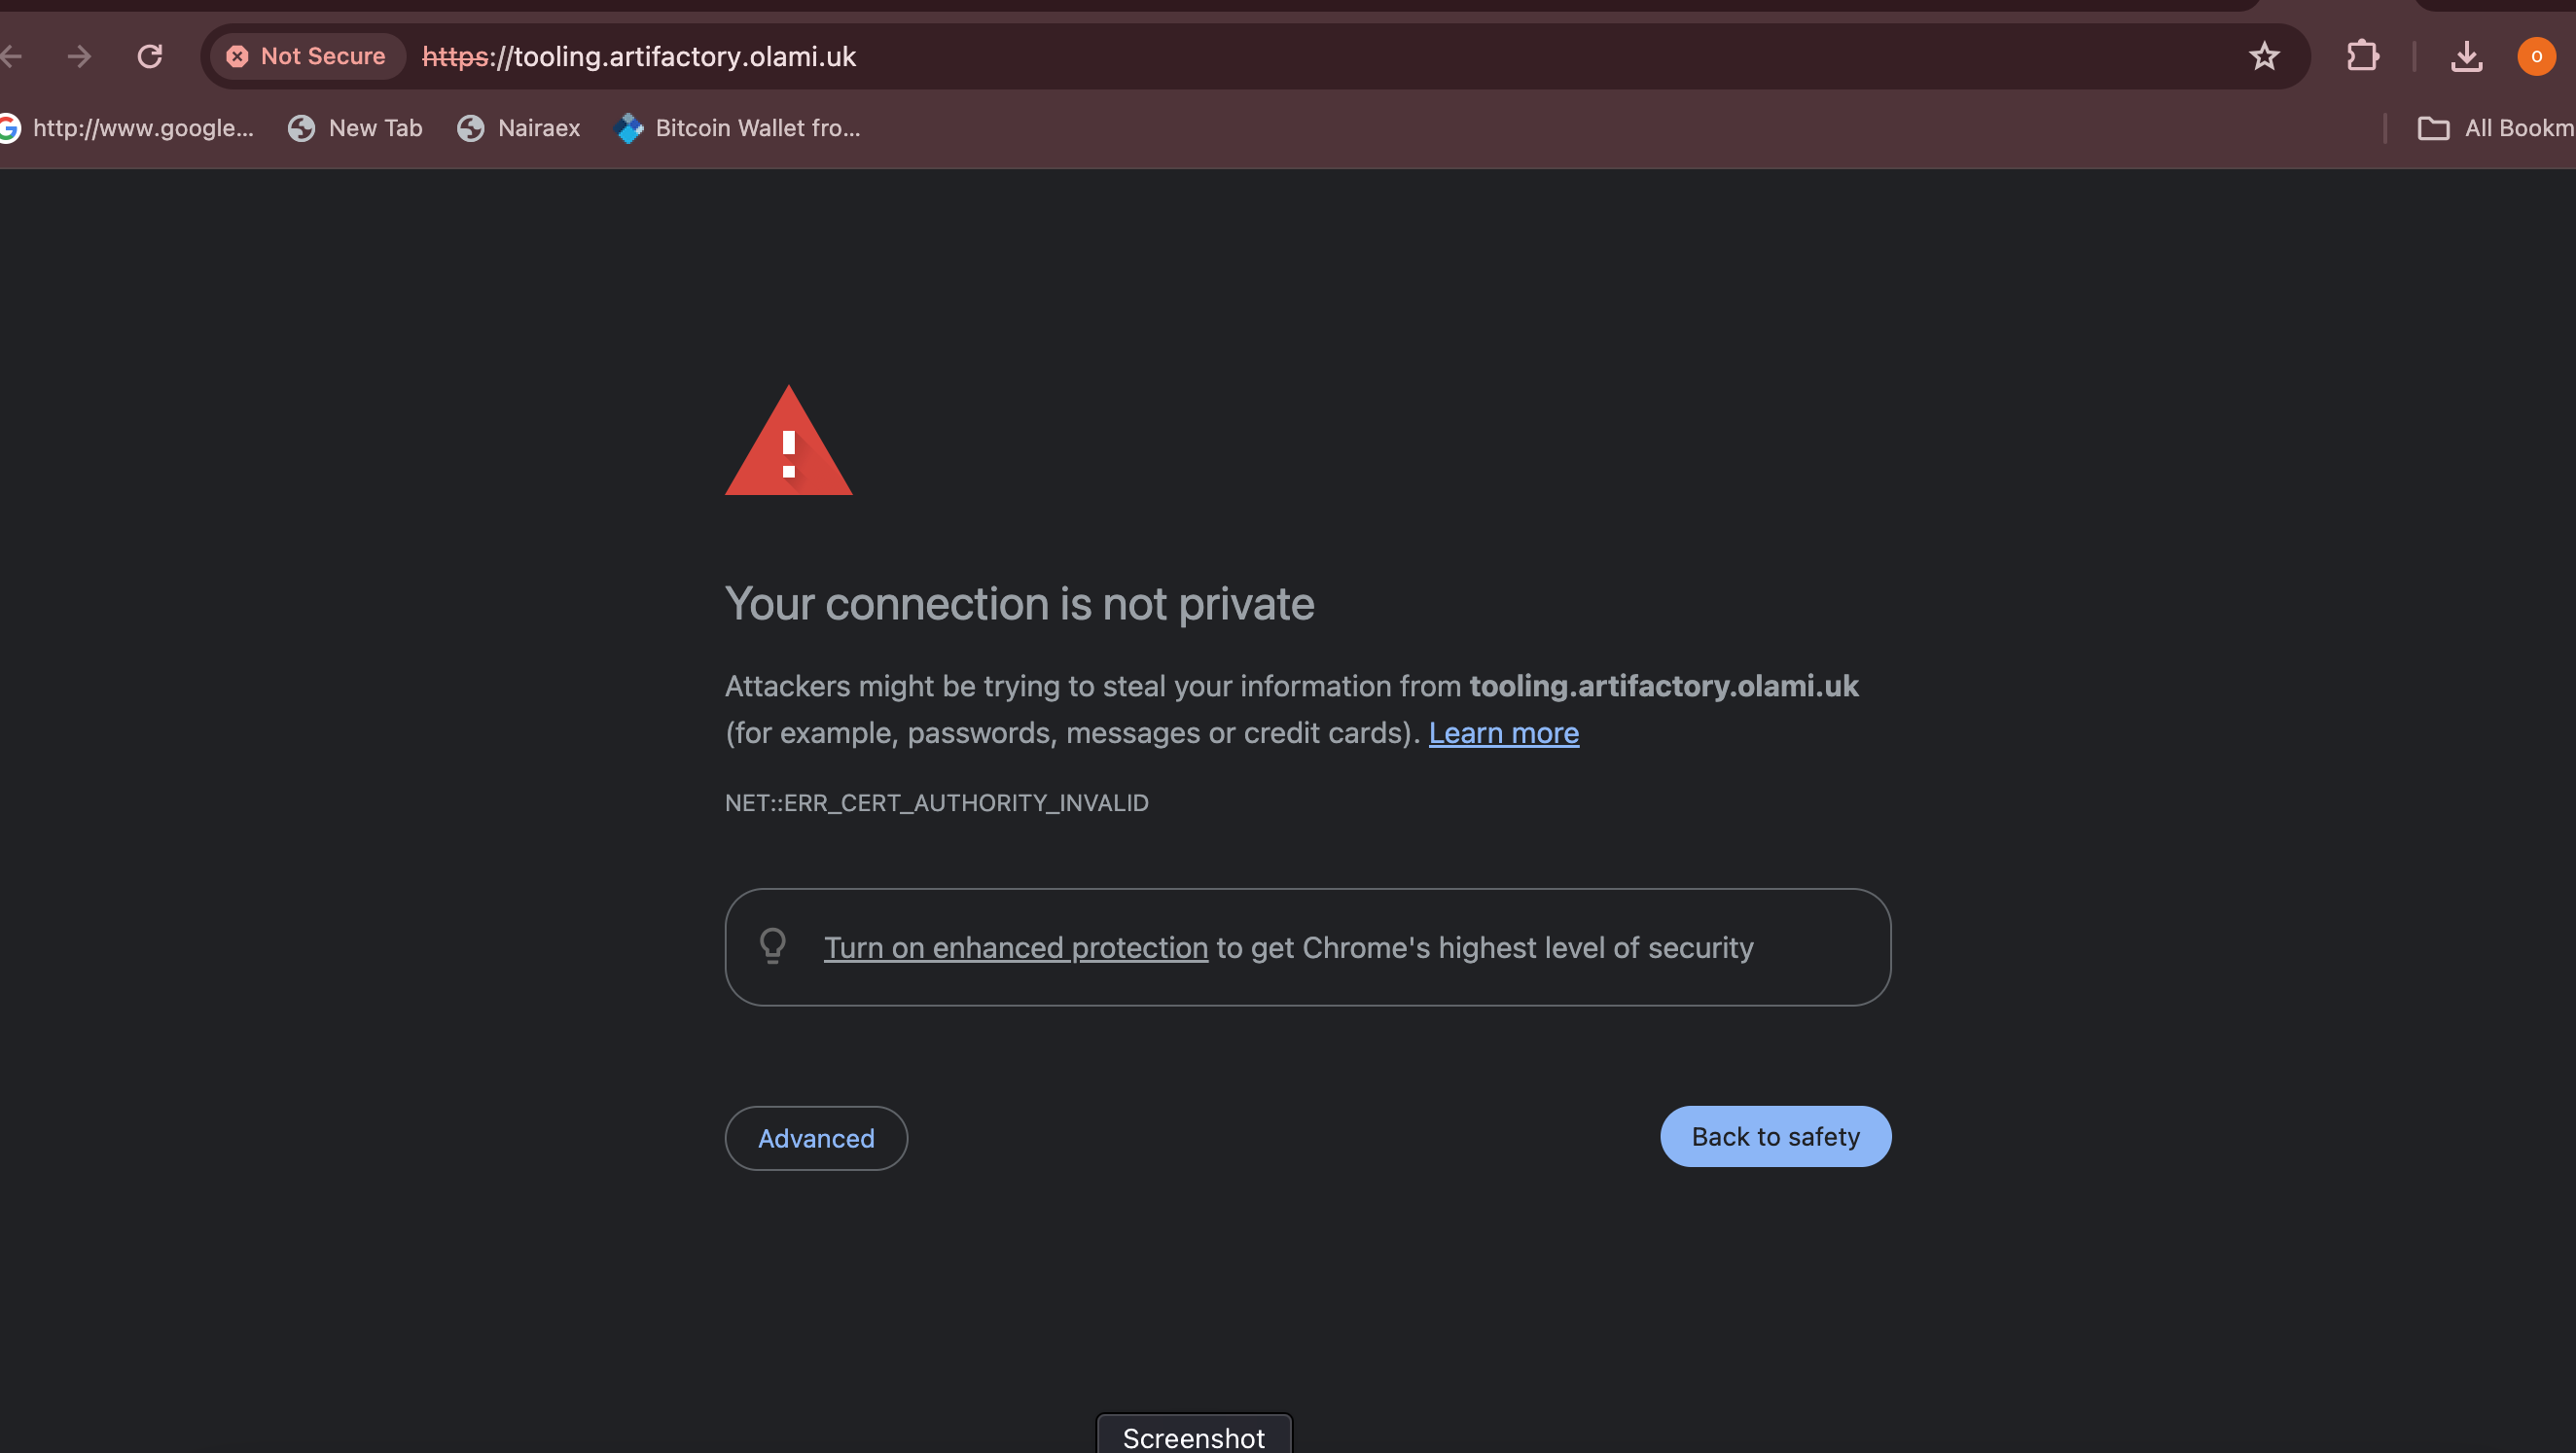 Not Secure https://tooling.artifactory.olami.uk O
http://www.google... New Tab Nairaex Bitcoin Wallet fro... All Bookm
!
Your connection is not private
Attackers might be trying to steal your information from tooling.artifactory.olami.uk
(for example, passwords, messages or credit cards). Learn more
NET::ERR_CERT_AUTHORITY_INVALID
Turn on enhanced protection to get Chrome's highest level of security
Advanced Back to safety
Screenshot